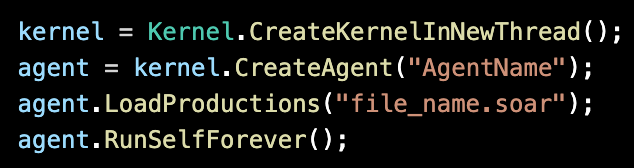 kernel = Kernel.CreateKernelInNewThread();
agent = kernel.CreateAgent("AgentName");
agent.LoadProductions("file_name.soar");
agent.RunSelfForever();